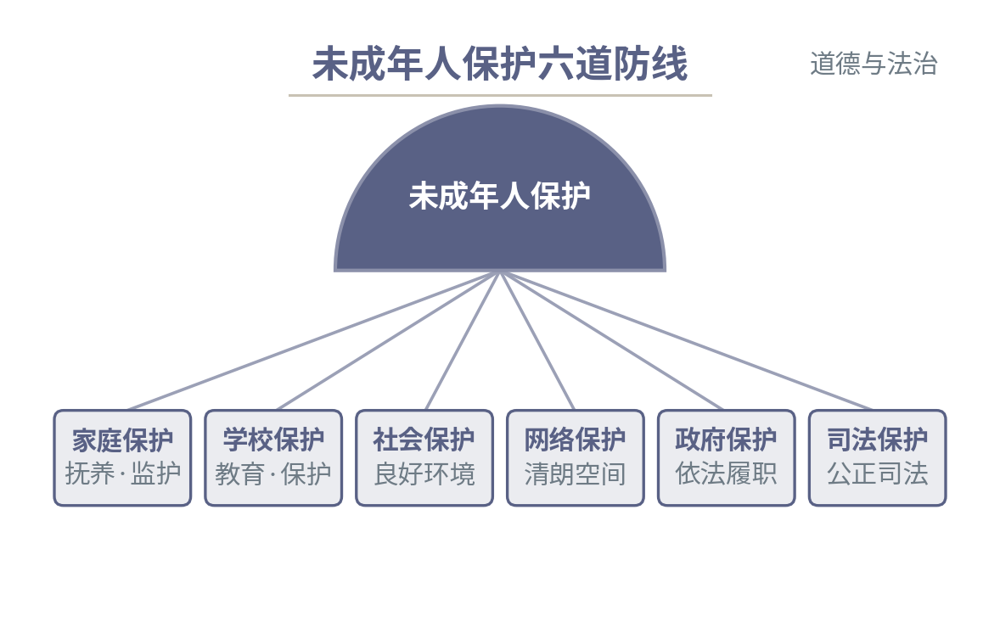 未成年人保护六道防线
道德与法治
未成年人保护
家庭保护
抚养·监护
学校保护
教育·保护
社会保护
良好环境
网络保护
清朗空间
政府保护
依法履职
司法保护
公正司法